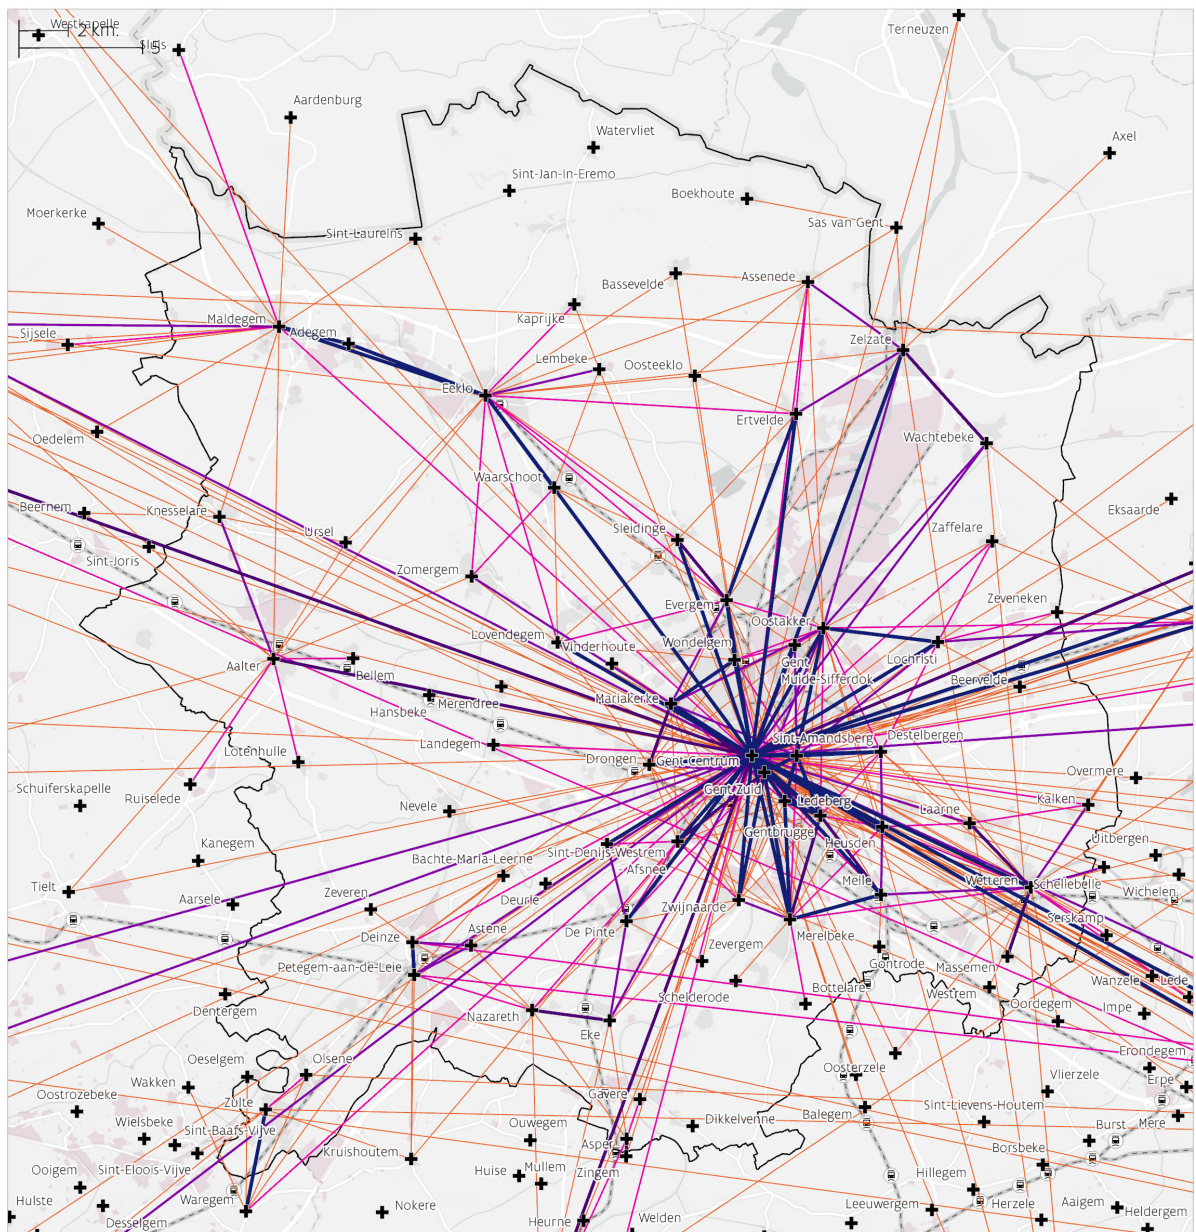 Westkapelle
2 km.
5
Sluis
Terneuzen
Aardenburg
Watervliet
Axel
Sint-Jan-In-Eremo
Boekhoute
Moerkerke
Sas van Gent
Sint-Laureins
Bassevelde
Assenede
Maldegem
Kaprijke
Sijsele
Adegem
Zelzate
Lembeke
Oosteeklo
Eeklo
Ertvelde
Oedelem
Wachtebeke
Waarschoot
Beernem
Knesselare
Eksaarde
Ursel
Sleidinge
Zaffelare
Sint-Joris
Zomergem
Evergem
Zeveneken
Oostakker
Lovendegem
Vinderhoute
Wondelgem
Aalter
Gent
Muide-Sifferdok
Lochristi
Bellem
Beervelde
Mariakerke
Hansbeke
Merendree
Landegem
Sint-Amandsberg
Destelbergen
Lotenhulle
Drongen
Gent-Centrum
Overmere
Schuiferskapelle
Ruiselede
Gent-Zuid
Ledeberg
Nevele
Laarne
Kalken
Gentbrugge
Heusden
Uitbergen
Kanegem
Bachte-Maria-Leerne
Sint-Denijs-Westrem
Afsnee
Tielt
Zeveren
Deurle
Melle
Wetteren
Schellebelle
Wichelen
Aarsele
Zwijnaarde
Serskamp
Deinze
Astene
De Pinte
Merelbeke
Zevergem
Petegem-aan-de-Leie
Gontrode
Massemen
Wanzele
Lede
Dentergem
Schelderode
Bottelare
Westrem
Oordegem
Impe
Nazareth
Eke
Erondegem
Oeselgem
Olsene
Wakken
Oosterzele
Vlierzele
Erpe
Oostrozebeke
Zulte
Gavere
Balegem
Sint-Lievens-Houtem
Wielsbeke
Sint-Baafs-Vijve
Ouwegem
Dikkelvenne
Burst
Mere
Kruishoutem
Asper
Borsbeke
Ooigem
Sint-Eloois-Vijve
Huise
Mullem
Zingem
Hillegem
Hulste
Waregem
Nokere
Leeuwergem
Herzele
Aaigem
Heldergem
Desselgem
Heurne
Welden